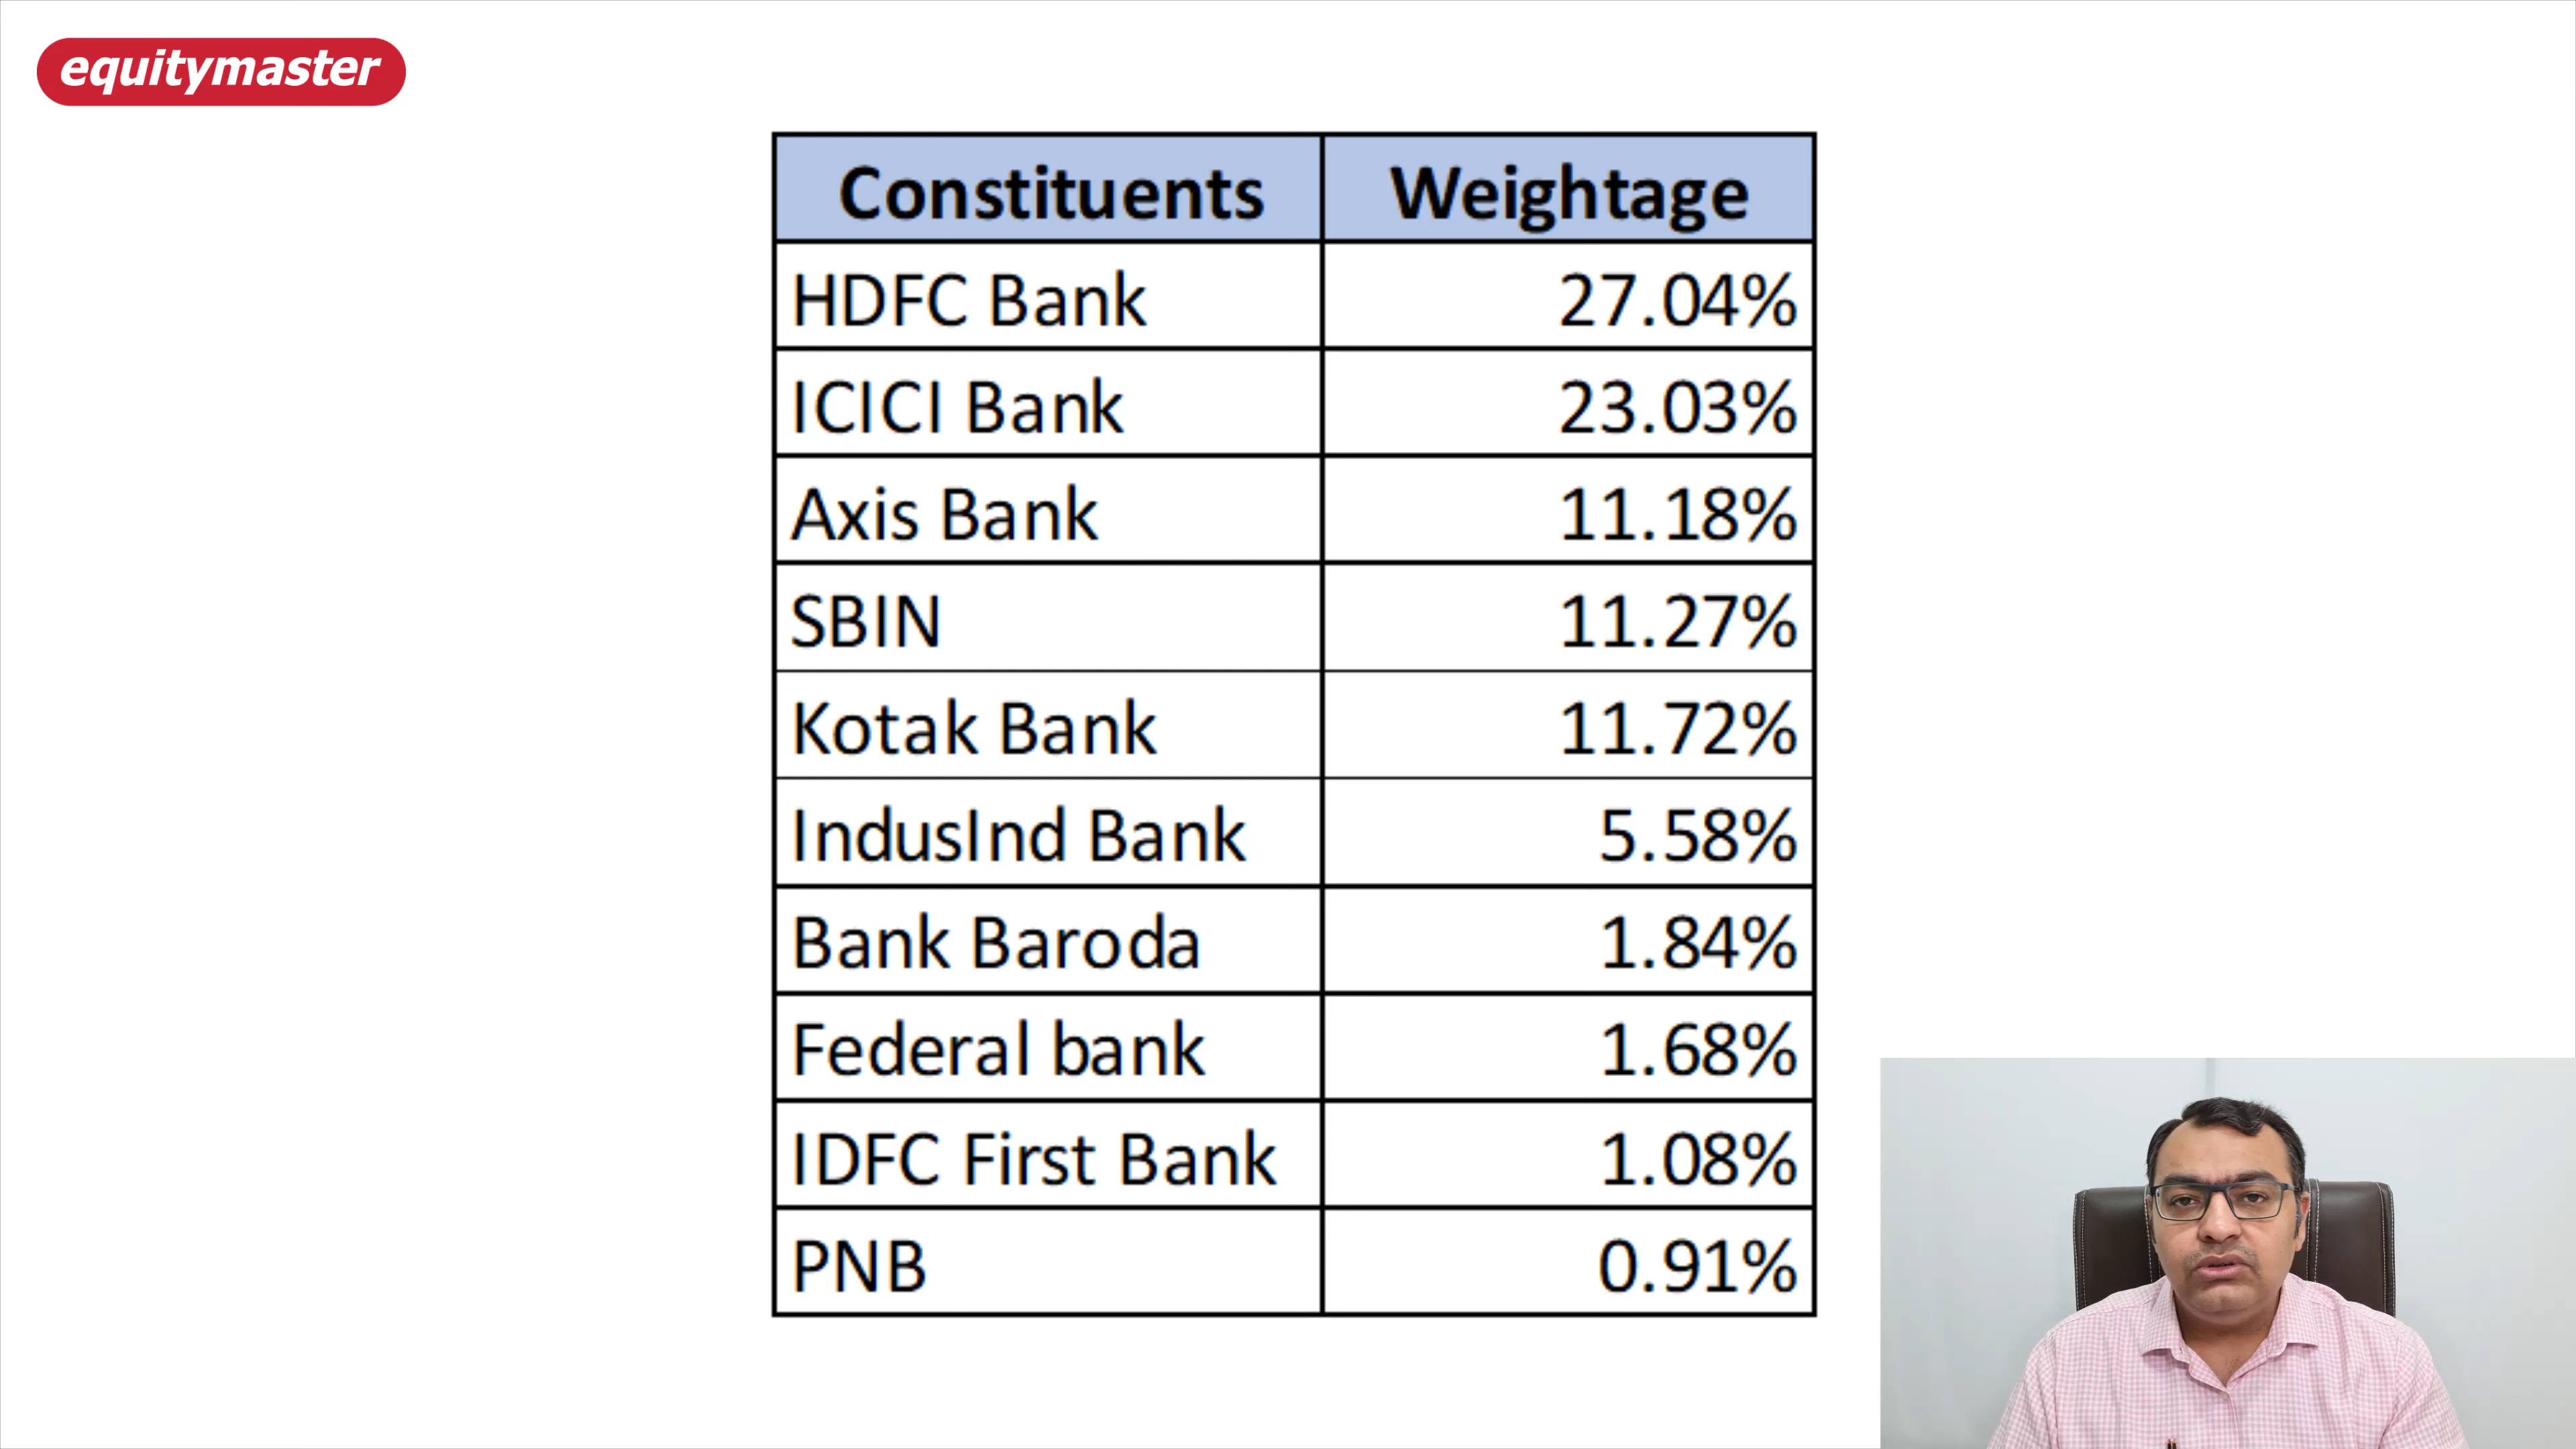 equitymaster
Constituents Weightage
HDFC Bank 27.04%
ICICI Bank 23.03%
Axis Bank 11.18%
SBIN 11.27%
Kotak Bank 11.72%
IndusInd Bank 5.58%
Bank Baroda 1.84%
Federal bank 1.68%
IDFC First Bank 1.08%
PNB 0.91%